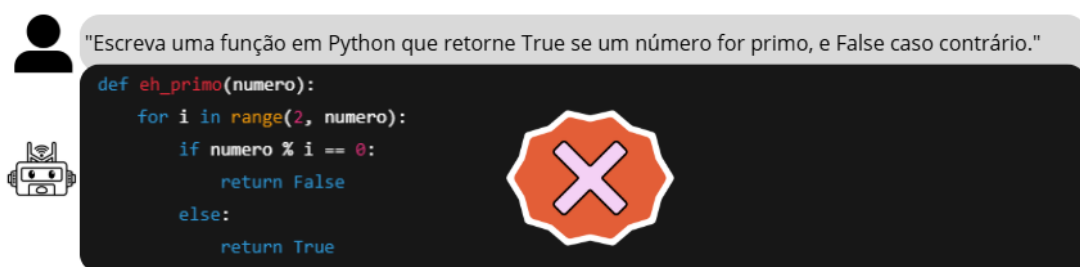 "Escreva uma função em Python que retorne True se um número for primo, e False caso contrário."
def eh_primo(numero):
    for i in range(2, numero):
        if numero % i == 0:
            return False
        else:
            return True